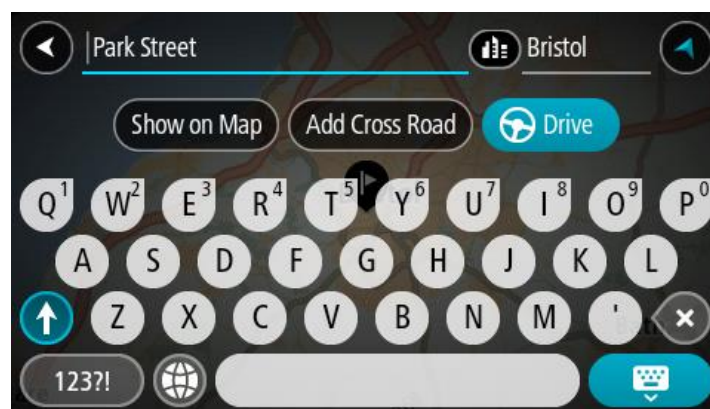 Park Street Bristol
Show on Map Add Cross Road Drive
Q1 W2 E3 R4 T5 Y6 U7 I8 O9 P0
A S D F G H J K L
Z X C V B N M '
123?!